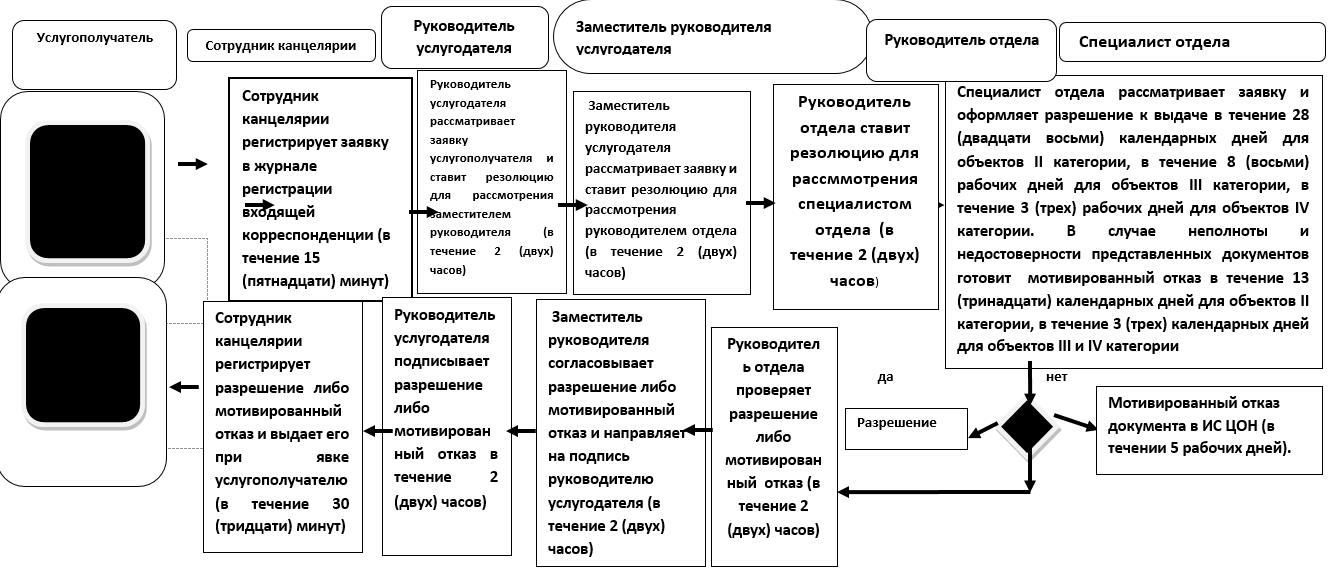 Услугополучатель
Сотрудник канцелярии
Руководитель
услугодателя
Заместитель руководителя
услугодателя
Руководитель отдела
Специалист отдела
Сотрудник
канцелярии
регистрирует заявку
в журнале
регистрации
входящей
корреспонденции (в
течение 15
(пятнадцати) минут)
Руководитель
услугодателя
рассматривает
заявку
услугополучателя и
ставит резолюцию
для рассмотрения
заместителем
руководителя (в
течение 2 (двух)
часов)
Заместитель
руководителя
услугодателя
рассматривает заявку и
ставит резолюцию для
рассмотрения
руководителем отдела
(в течение 2 (двух)
часов)
Руководитель
отдела ставит
резолюцию для
рассммотрения
специалистом
отдела (в
течение 2 (двух)
часов)
Специалист отдела рассматривает заявку и
оформляет разрешение к выдаче в течение 28
(двадцати восьми) календарных дней для
объектов II категории, в течение 8 (восьми)
рабочих дней для объектов III категории, в
течение 3 (трех) рабочих дней для объектов IV
категории. В случае неполноты и
недостоверности представленных документов
готовит мотивированный отказ в течение 13
(тринадцати) календарных дней для объектов II
категории, в течение 3 (трех) календарных дней
для объектов III и IV категории
Сотрудник
канцелярии
регистрирует
разрешение либо
мотивированный
отказ и выдает его
при явке
услугополучателю
(в течение 30
(тридцати) минут)
Руководитель
услугодателя
подписывает
разрешение
либо
мотивирован
ный отказ в
течение 2
(двух) часов)
Заместитель
руководителя
согласовывает
разрешение либо
мотивированный
отказ и направляет
на подпись
руководителю
услугодателя (в
течение 2 (двух)
часов)
Руководител
ь отдела
проверяет
разрешение
либо
мотивирован
ный отказ (в
течение 2
(двух) часов)
да
нет
Разрешение
Мотивированный отказ
документа в ИС ЦОН (в
течении 5 рабочих дней).